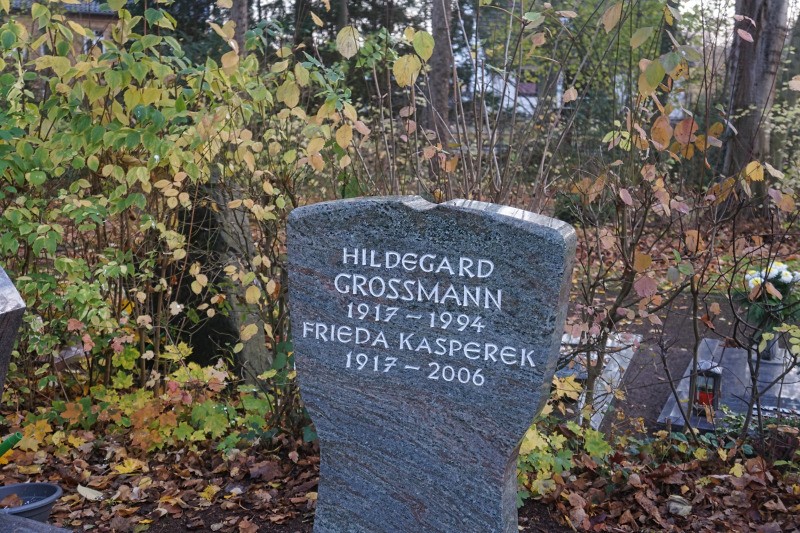 HILDEGARD
GROSSMANN
1917 – 1994
FRIEDA KASPEREK
1917 – 2006